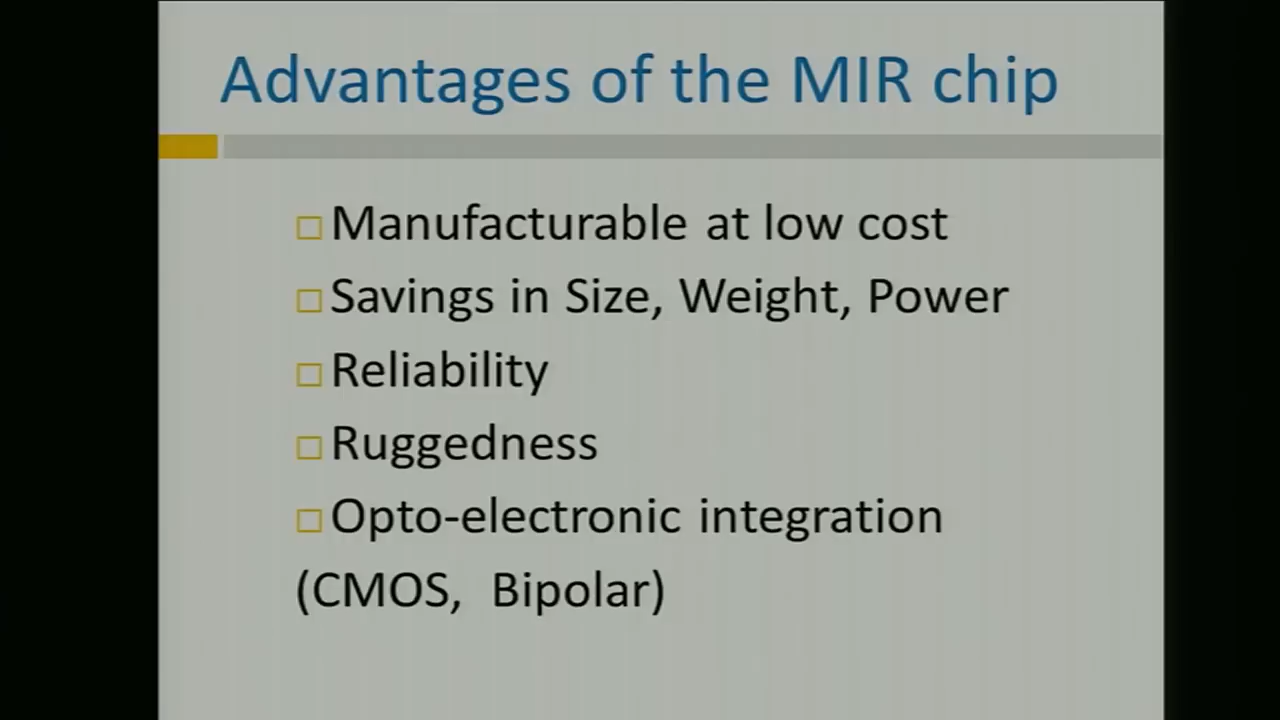 Advantages of the MIR chip
Manufacturable at low cost
Savings in Size, Weight, Power
Reliability
Ruggedness
Opto-electronic integration
(CMOS, Bipolar)